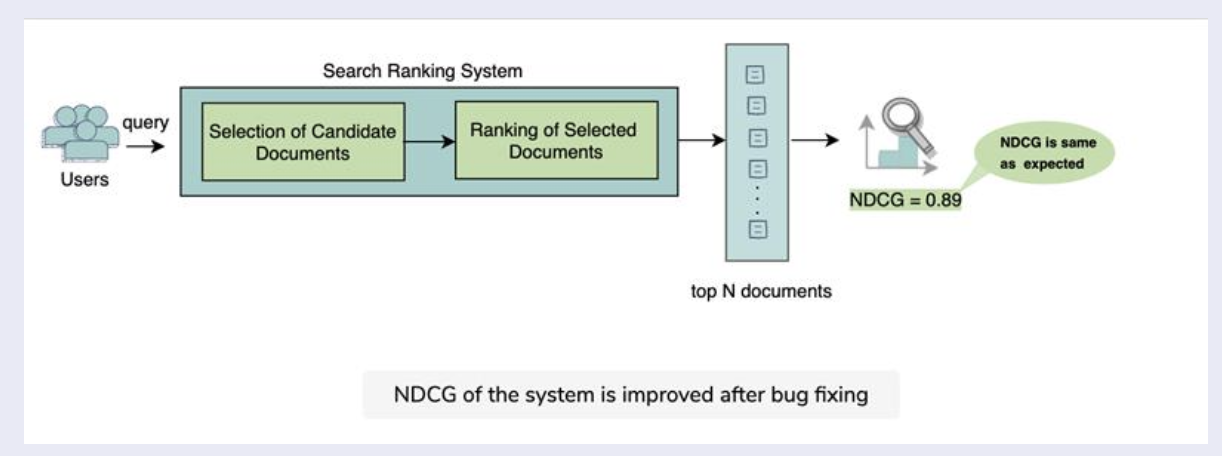 Search Ranking System
query
Users
Selection of Candidate
Documents
Ranking of Selected
Documents
top N documents
NDCG is same
as expected
NDCG = 0.89
NDCG of the system is improved after bug fixing